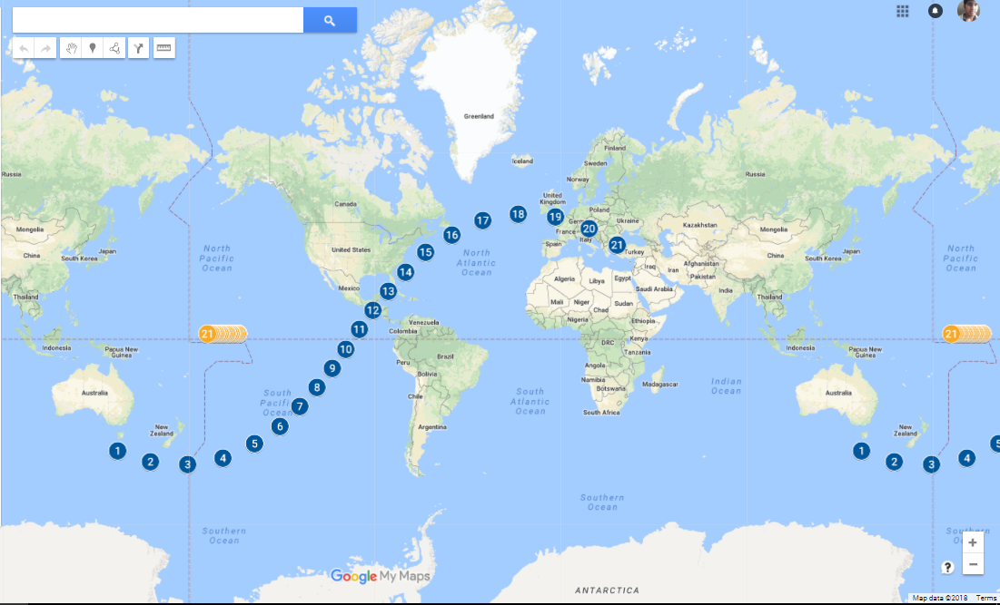 Greenland
Iceland
Finland
Sweden
Norway
Russia
Russia
Canada
United
Kingdom
Poland
17
18
19
Germ
20
Ukraine
Kazakhstan
Mongolia
Mongolia
16
France
Italy
Spain
21
Turkey
Japan
South Korea
China
North
Pacific
Ocean
United States
15
North
Atlantic
Ocean
Iraq
Iran
Afghanistan
Pakistan
China
South Korea
Japan
North
Pacific
Ocean
14
Algeria
Libya
Egypt
Saudi Arabia
India
Mexico
13
Thailand
Mali
Niger
Chad
Sudan
Thailand
12
Nigeria
Ethiopia
Venezuela
Colombia
11
21
DRC
Kenya
21
Indonesia
Papua New
Guinea
10
Brazil
Tanzania
Indonesia
Papua New
Guinea
Peru
9
Bolivia
Angola
Namibia
Botswana
Madagascar
Indian
Ocean
Australia
8
South
Pacific
Ocean
7
Chile
South
Atlantic
Ocean
South Africa
Australia
6
Argentina
New
Zealand
New
Zealand
5
1
2
3
4
1
2
3
4
5
Southern
Ocean
Southern
Ocean
Google My Maps
ANTARCTICA
?
Map data ©2018 Terms